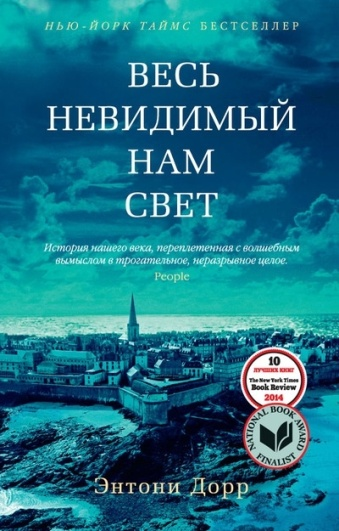 НЬЮ-ЙОРК ТАЙМС БЕСТСЕЛЛЕР
ВЕСЬ
НЕВИДИМЫЙ
НАМ
СВЕТ
История нашего века, переплетенная с волшебным
вымыслом в трогательное, неразрывное целое.
People
10
ЛУЧШИХ КНИГ
The New York Times
Book Review
2014
NATIONAL BOOK AWARD
FINALIST
Энтони Дорр